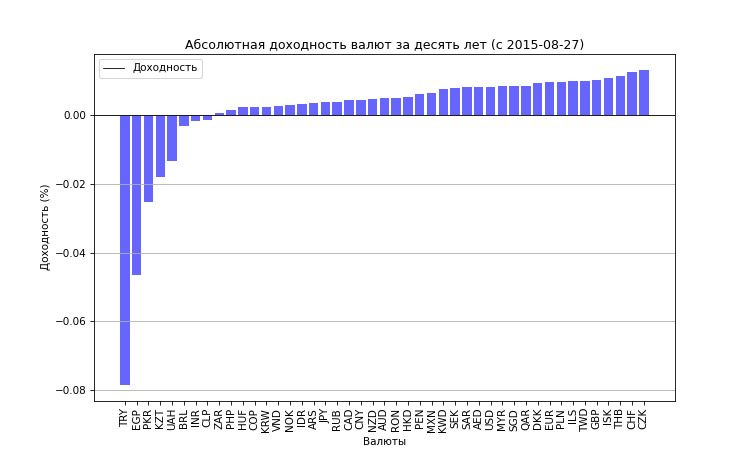 Абсолютная доходность валют за десять лет (с 2015-08-27)
Доходность
0.00
−0.02
−0.04
−0.06
−0.08
Доходность (%)
TRY
EGP
PKR
KZT
UAH
BRL
INR
CLP
ZAR
PHP
HUF
COP
KRW
VND
NOK
IDR
ARS
JPY
RUB
CAD
CNY
NZD
AUD
RON
HKD
PEN
MXN
KWD
SEK
SAR
AED
USD
MYR
SGD
QAR
DKK
EUR
PLN
ILS
TWD
GBP
ISK
THB
CHF
CZK
Валюты